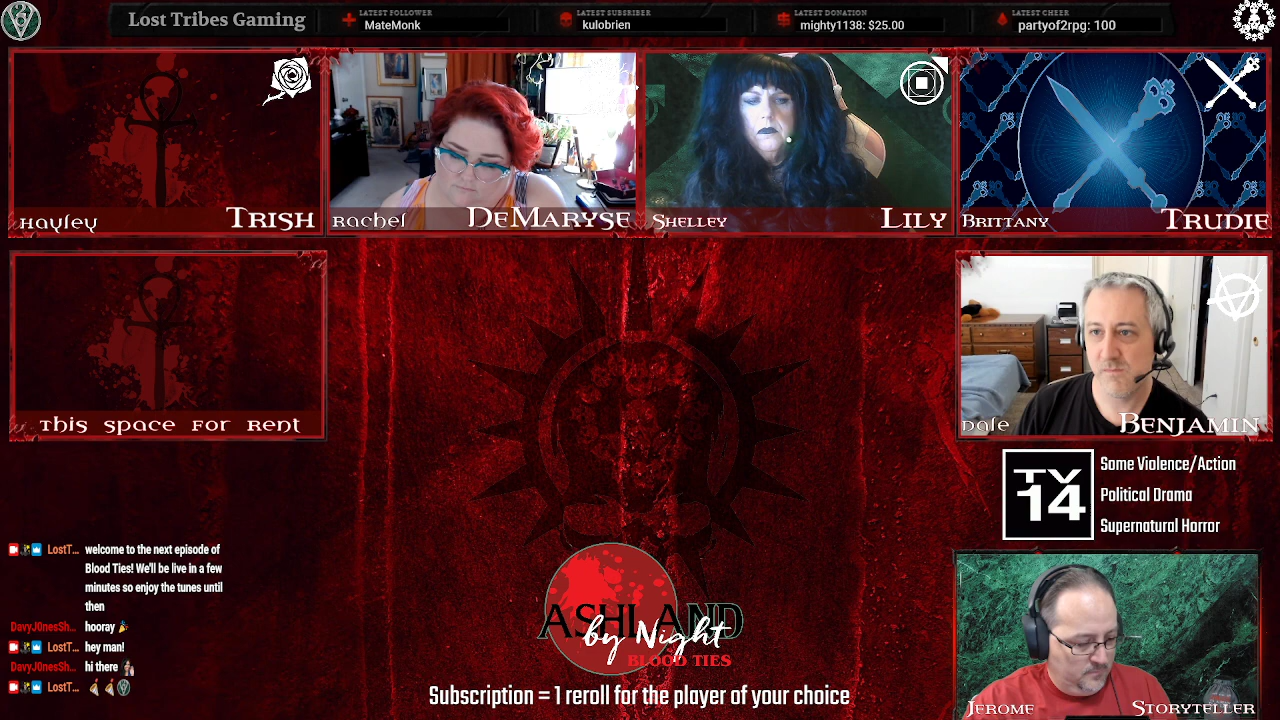 Lost Tribes Gaming
LATEST FOLLOWER
MateMonk
LATEST SUBSRIBER
kulobrien
LATEST DONATION
mighty1138: $25.00
LATEST CHEER
partyof2rpg: 100
Hayley
Trish
Rachel
DeMaryse
Shelley
Lily
Brittany
Trudie
This space for rent
Dale
Benjamin
TV
14
Some Violence/Action
Political Drama
Supernatural Horror
LostT... welcome to the next episode of
Blood Ties! We'll be live in a few
minutes so enjoy the tunes until
then
DavyJ0nesSh... hooray
LostT... hey man!
DavyJ0nesSh... hi there
LostT...
ASHLAND
by Night
BLOOD TIES
Subscription = 1 reroll for the player of your choice
Jerome
Storyteller